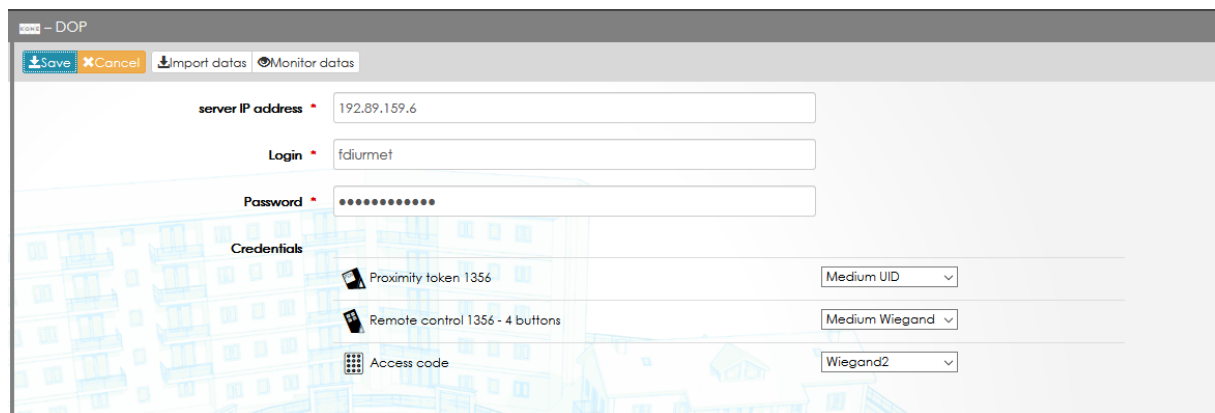 KONE – DOP
Save Cancel Import datas Monitor datas
server IP address * 192.89.159.6
Login * fdiurmet
Password * ••••••••••••
Credentials
Proximity token 1356 Medium UID
Remote control 1356 - 4 buttons Medium Wiegand
Access code Wiegand2